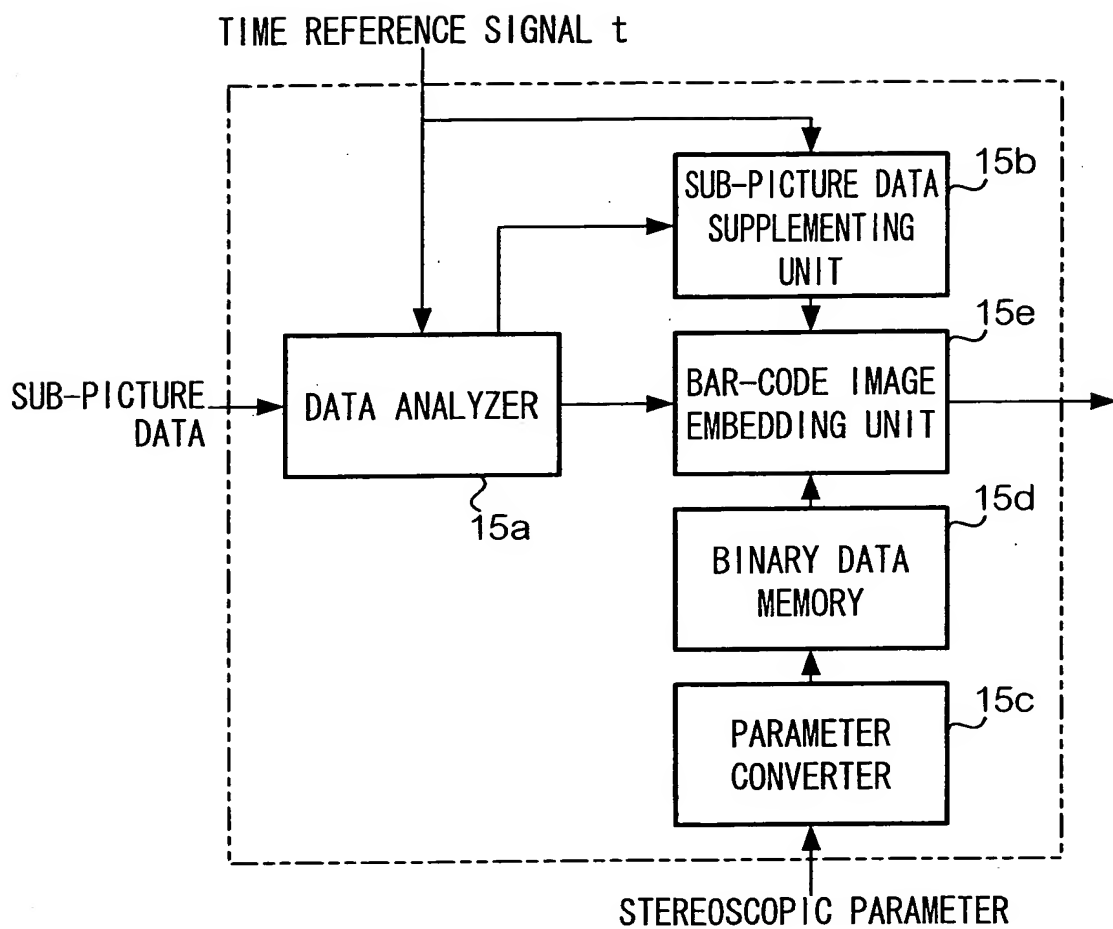 TIME REFERENCE SIGNAL t
SUB-PICTURE DATA
SUPPLEMENTING
UNIT
15b
SUB-PICTURE
DATA
DATA ANALYZER
15a
BAR-CODE IMAGE
EMBEDDING UNIT
15e
BINARY DATA
MEMORY
15d
PARAMETER
CONVERTER
15c
STEREOSCOPIC PARAMETER